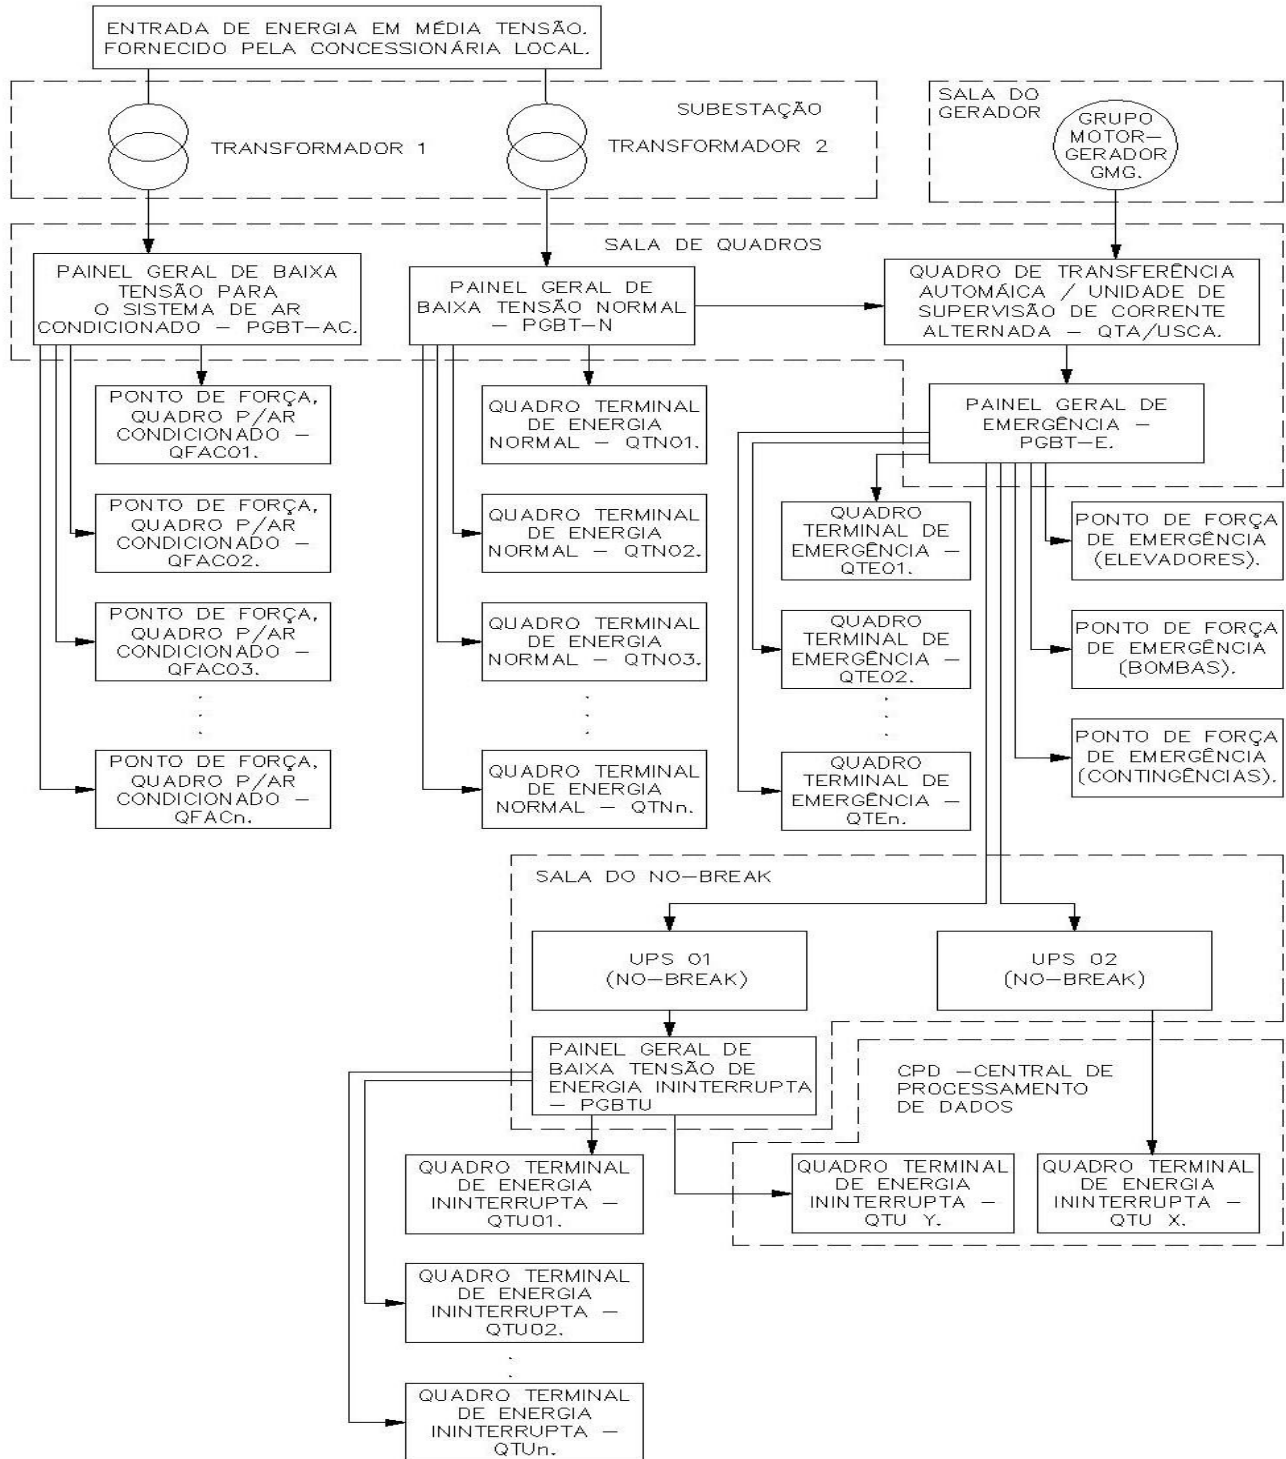 ENTRADA DE ENERGIA EM MÉDIA TENSÃO.
FORNECIDO PELA CONCESSIONÁRIA LOCAL.
SUBESTAÇÃO
TRANSFORMADOR 1
TRANSFORMADOR 2
SALA DO
GERADOR
GRUPO
MOTOR–
GERADOR
GMG.
SALA DE QUADROS
PAINEL GERAL DE BAIXA
TENSÃO PARA
O SISTEMA DE AR
CONDICIONADO – PGBT–AC.
PAINEL GERAL DE
BAIXA TENSÃO NORMAL
– PGBT–N
QUADRO DE TRANSFERÊNCIA
AUTOMÁICA / UNIDADE DE
SUPERVISÃO DE CORRENTE
ALTERNADA – QTA/USCA.
PAINEL GERAL DE
EMERGÊNCIA –
PGBT–E.
PONTO DE FORÇA,
QUADRO P/AR
CONDICIONADO –
QFAC01.
PONTO DE FORÇA,
QUADRO P/AR
CONDICIONADO –
QFAC02.
PONTO DE FORÇA,
QUADRO P/AR
CONDICIONADO –
QFAC03.
.
.
.
PONTO DE FORÇA,
QUADRO P/AR
CONDICIONADO –
QFACn.
QUADRO TERMINAL
DE ENERGIA
NORMAL – QTN01.
QUADRO TERMINAL
DE ENERGIA
NORMAL – QTN02.
QUADRO TERMINAL
DE ENERGIA
NORMAL – QTN03.
.
.
.
QUADRO TERMINAL
DE ENERGIA
NORMAL – QTNn.
QUADRO
TERMINAL DE
EMERGÊNCIA –
QTE01.
QUADRO
TERMINAL DE
EMERGÊNCIA –
QTE02.
.
.
.
QUADRO
TERMINAL DE
EMERGÊNCIA –
QTEn.
PONTO DE FORÇA
DE EMERGÊNCIA
(ELEVADORES).
PONTO DE FORÇA
DE EMERGÊNCIA
(BOMBAS).
PONTO DE FORÇA
DE EMERGÊNCIA
(CONTINGÊNCIAS).
SALA DO NO–BREAK
UPS 01
(NO–BREAK)
UPS 02
(NO–BREAK)
PAINEL GERAL DE
BAIXA TENSÃO DE
ENERGIA ININTERRUPTA
– PGBTU
CPD –CENTRAL DE
PROCESSAMENTO
DE DADOS
QUADRO TERMINAL
DE ENERGIA
ININTERRUPTA –
QTU01.
QUADRO TERMINAL
DE ENERGIA
ININTERRUPTA –
QTU Y.
QUADRO TERMINAL
DE ENERGIA
ININTERRUPTA –
QTU X.
QUADRO TERMINAL
DE ENERGIA
ININTERRUPTA –
QTU02.
.
.
QUADRO TERMINAL
DE ENERGIA
ININTERRUPTA –
QTUn.